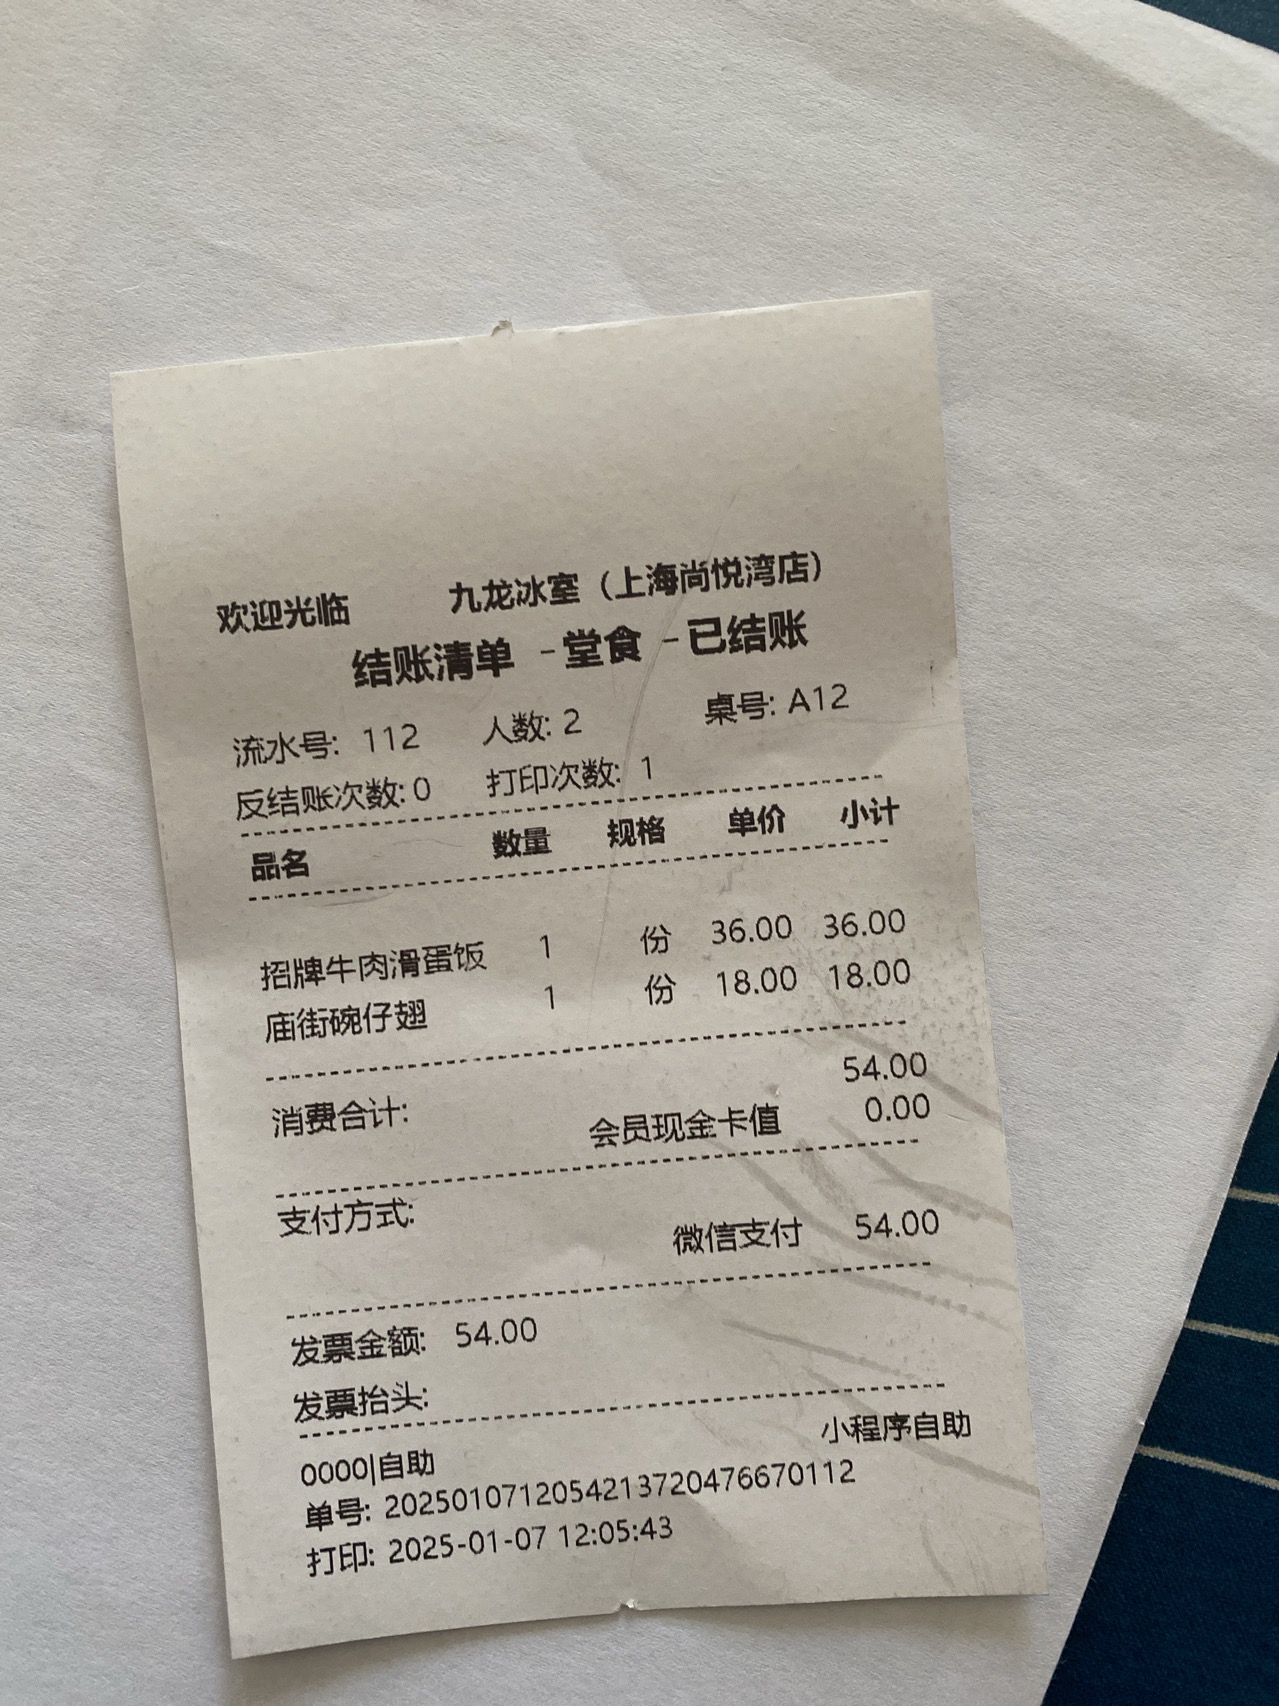 欢迎光临 九龙冰室（上海尚悦湾店）
结账清单 -堂食 -已结账
流水号: 112 人数: 2 桌号: A12
反结账次数: 0 打印次数: 1
品名 数量 规格 单价 小计
招牌牛肉滑蛋饭 1 份 36.00 36.00
庙街碗仔翅 1 份 18.00 18.00
消费合计: 54.00
会员现金卡值 0.00
支付方式:
微信支付 54.00
发票金额: 54.00
发票抬头:
0000|自助 小程序自助
单号: 20250107120542137204766​70112
打印: 2025-01-07 12:05:43